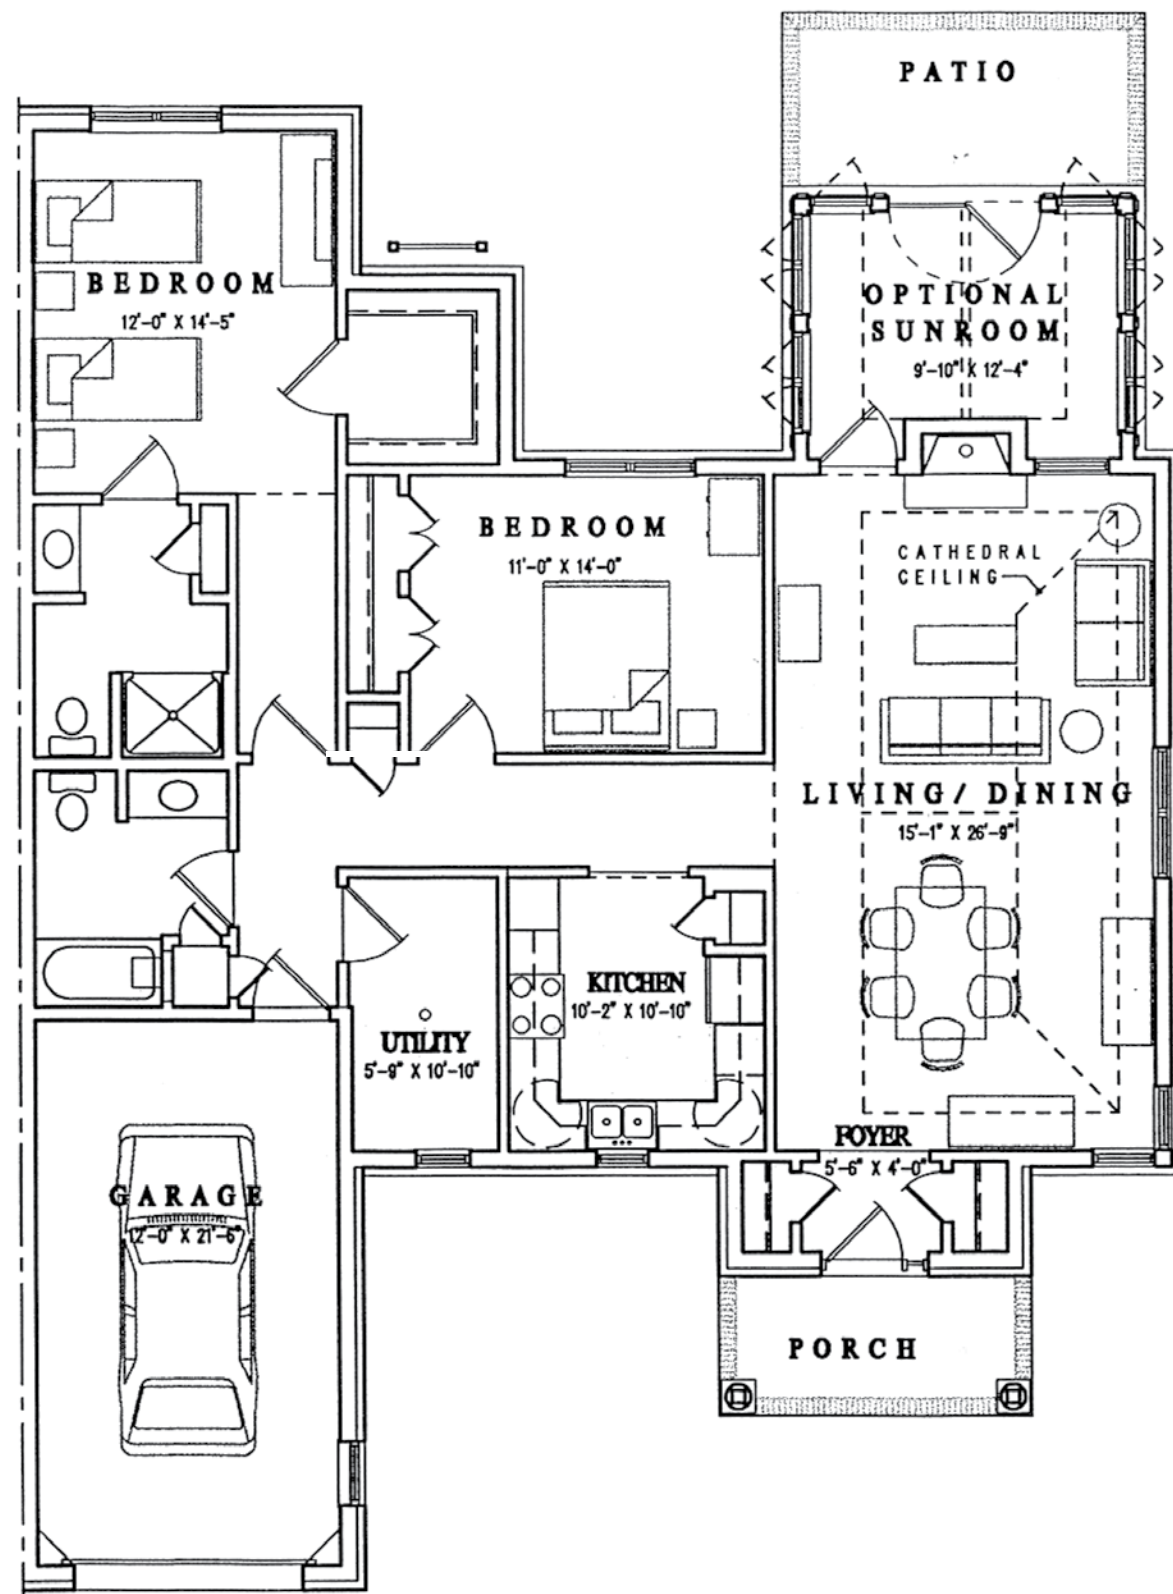 PATIO
BEDROOM
12'-0" X 14'-5"
OPTIONAL
SUNROOM
9'-10" X 12'-4"
BEDROOM
11'-0" X 14'-0"
CATHEDRAL
CEILING
LIVING/ DINING
15'-1" X 26'-9"
KITCHEN
10'-2" X 10'-10"
UTILITY
5'-9" X 10'-10"
FOYER
5'-6" X 4'-0"
GARAGE
12'-0" X 21'-6"
PORCH